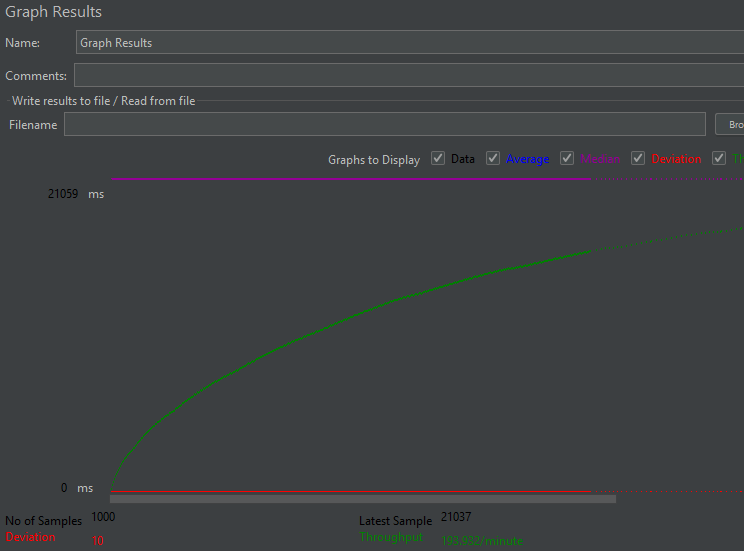 Graph Results
Name: Graph Results
Comments:
Write results to file / Read from file
Filename Bro
Graphs to Display Data Average Median Deviation Th
21059 ms
0 ms
No of Samples 1000 Latest Sample 21037
Deviation 10 Throughput 193.932/minute